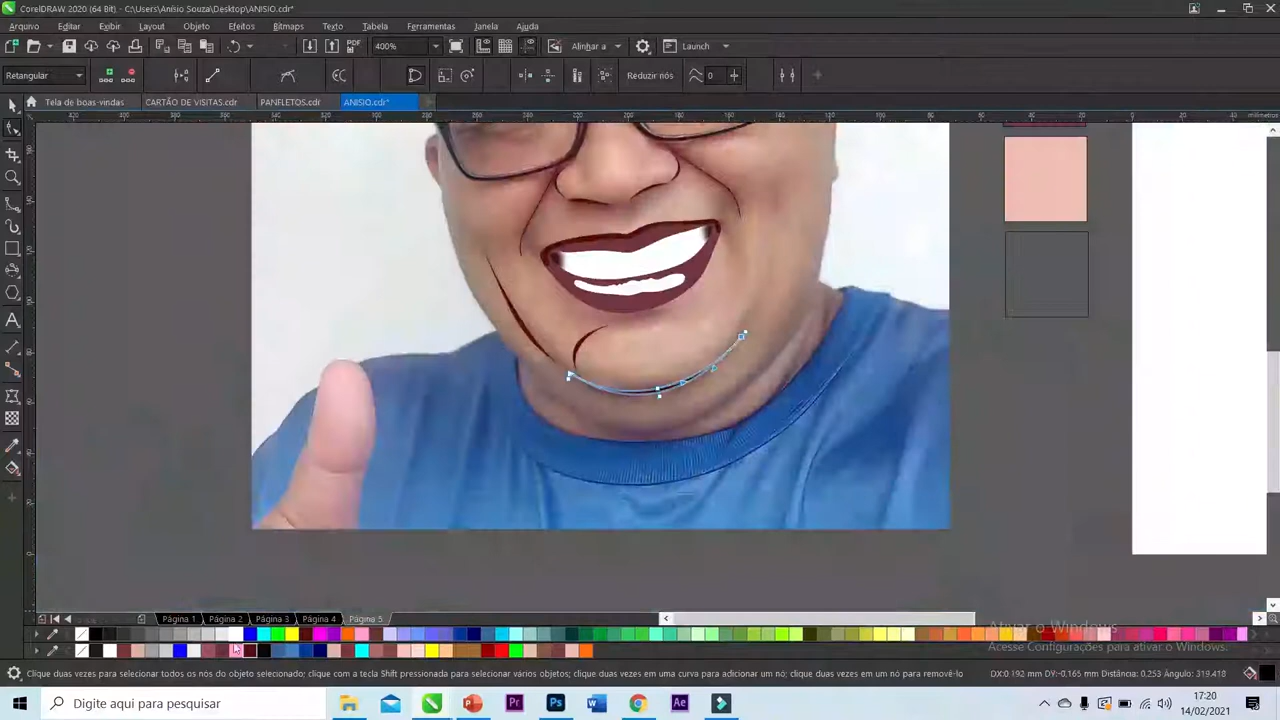 CorelDRAW 2020 (64 Bit) - C:\Users\Anísio Souza\Desktop\ANISIO.cdr*
Arquivo Editar Exibir Layout Objeto Efeitos Bitmaps Texto Tabela Ferramentas Janela Ajuda
PDF 400% Alinhar a Launch
Retangular Reduzir nós 0
Tela de boas-vindas CARTÃO DE VISITAS.cdr PANFLETOS.cdr ANISIO.cdr*
milímetros
Página 1 Página 2 Página 3 Página 4 Página 5
Ativar o Windows
Acesse Configurações para ativar o Windows.
Clique duas vezes para selecionar todos os nós do objeto selecionado; clique com a tecla Shift pressionada para selecionar vários objetos; clique duas vezes em uma curva para adicionar um nó; clique duas vezes em um nó para removê-lo DX:0.192 mm DY:-0,165 mm Distância: 0,253 Ângulo: 319.418
Digite aqui para pesquisar
Pr Ps Ae
17:20
14/02/2021